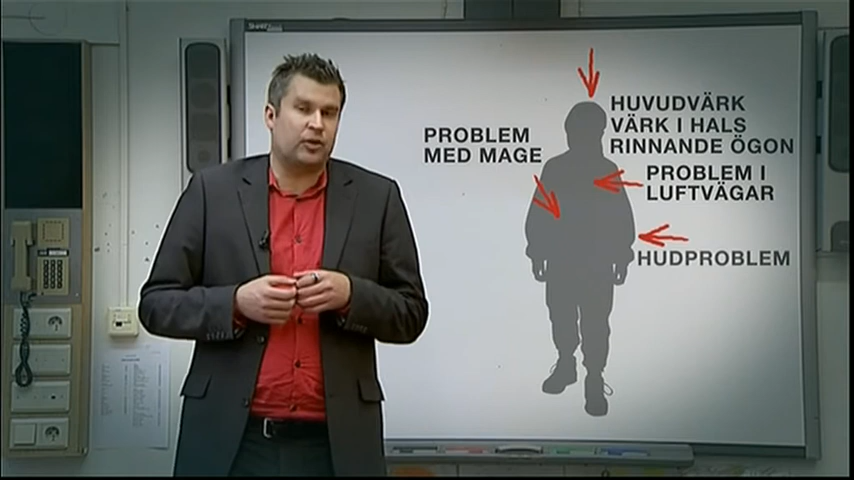 PROBLEM
MED MAGE
HUVUDVÄRK
VÄRK I HALS
RINNANDE ÖGON
PROBLEM I
LUFTVÄGAR
HUDPROBLEM